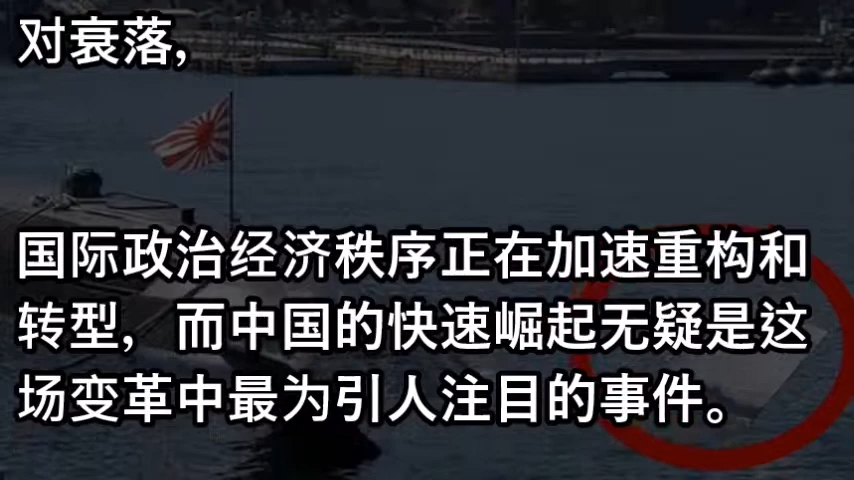 对衰落,
国际政治经济秩序正在加速重构和
转型，而中国的快速崛起无疑是这
场变革中最为引人注目的事件。